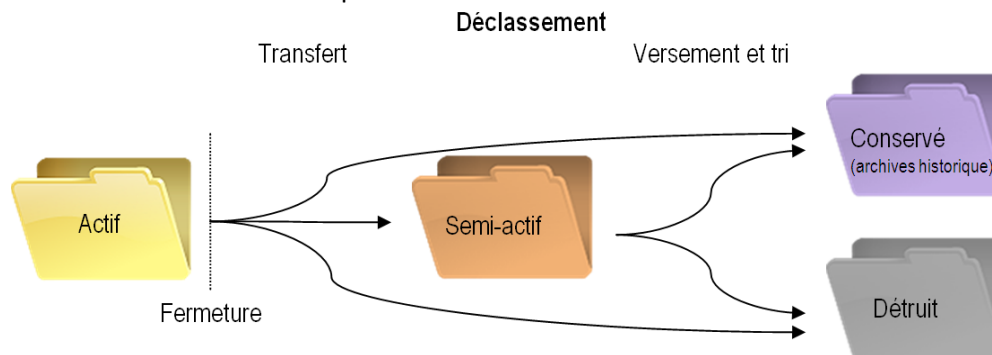 Déclassement
Transfert
Versement et tri
Conservé
(archives historique)
Actif
Semi-actif
Fermeture
Détruit